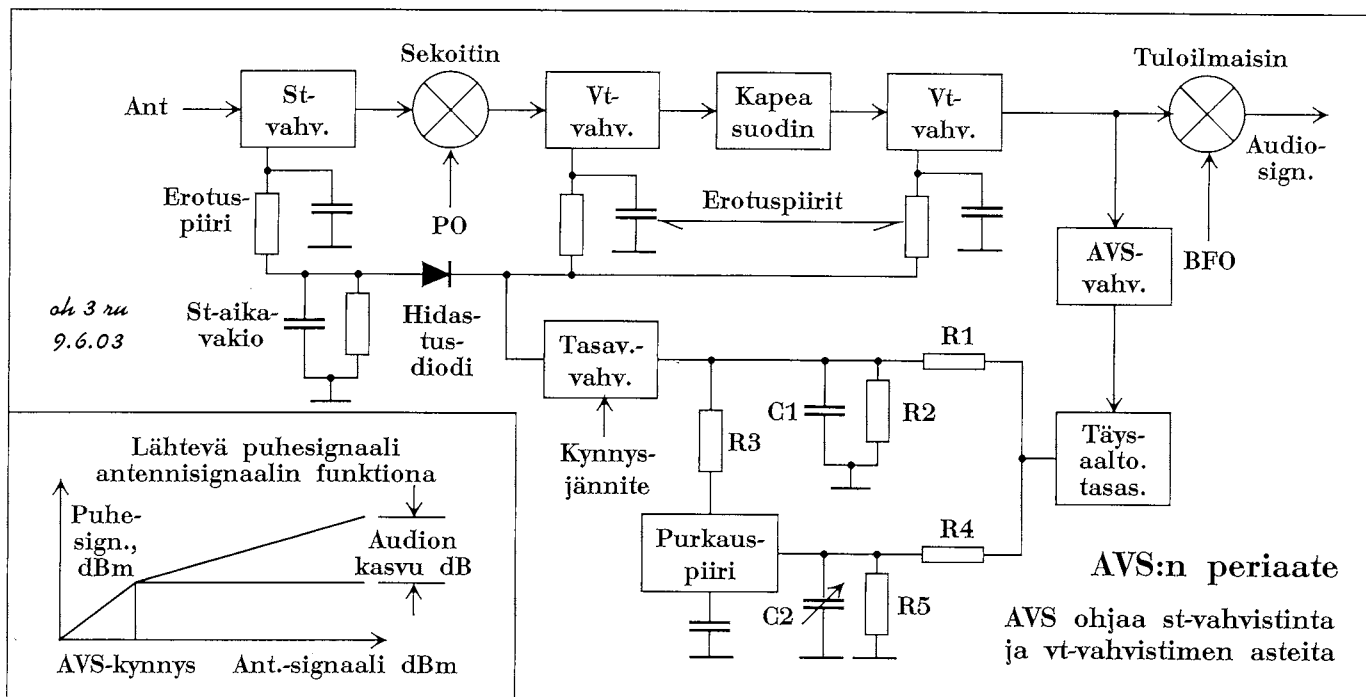 Sekoitin
Tuloilmaisin
Ant
St-
vahv.
Vt-
vahv.
Kapea
suodin
Vt-
vahv.
Audio-
sign.
Erotus-
piiri
PO
Erotuspiirit
AVS-
vahv.
BFO
oh 3 ru
9.6.03
St-aika-
vakio
Hidas-
tus-
diodi
Tasav.-
vahv.
R1
C1
R2
R3
Kynnys-
jännite
Täys-
aalto.
tasas.
R4
Purkaus-
piiri
C2
R5
AVS:n periaate
AVS ohjaa st-vahvistinta
ja vt-vahvistimen asteita
Lähtevä puhesignaali
antennisignaalin funktiona
Puhe-
sign.,
dBm
Audion
kasvu dB
AVS-kynnys
Ant.-signaali dBm